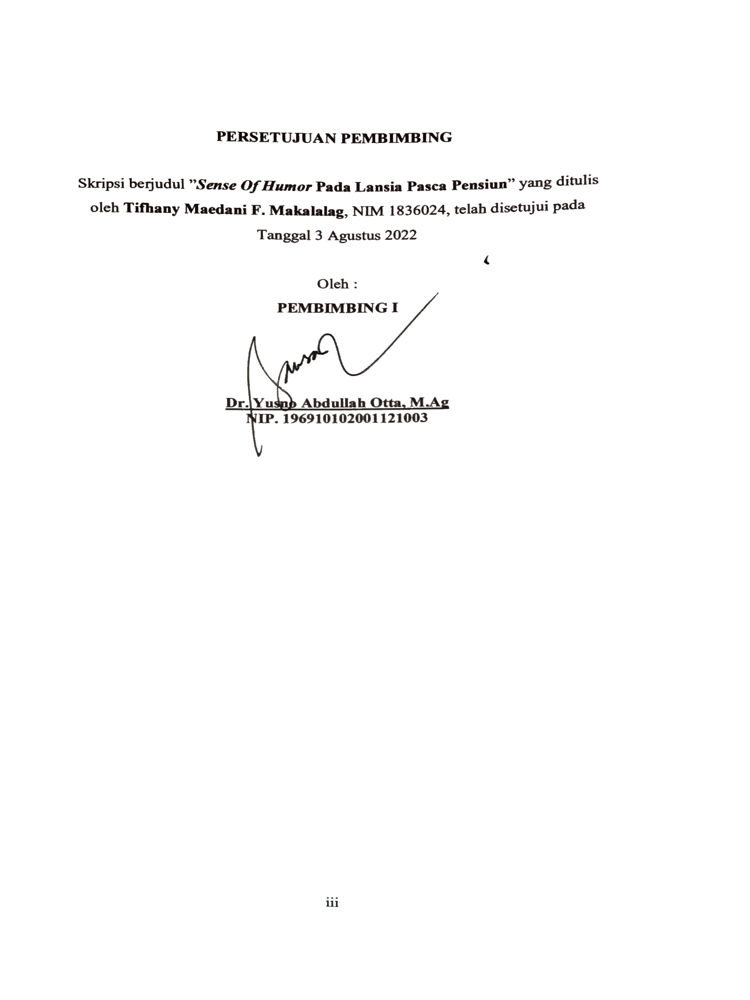 PERSETUJUAN PEMBIMBING
Skripsi berjudul ”Sense Of Humor Pada Lansia Pasca Pensiun” yang ditulis
oleh Tifhany Maedani F. Makalalag, NIM 1836024, telah disetujui pada
Tanggal 3 Agustus 2022
Oleh :
PEMBIMBING I
Dr. Yusno Abdullah Otta, M.Ag
NIP. 196910102001121003
iii